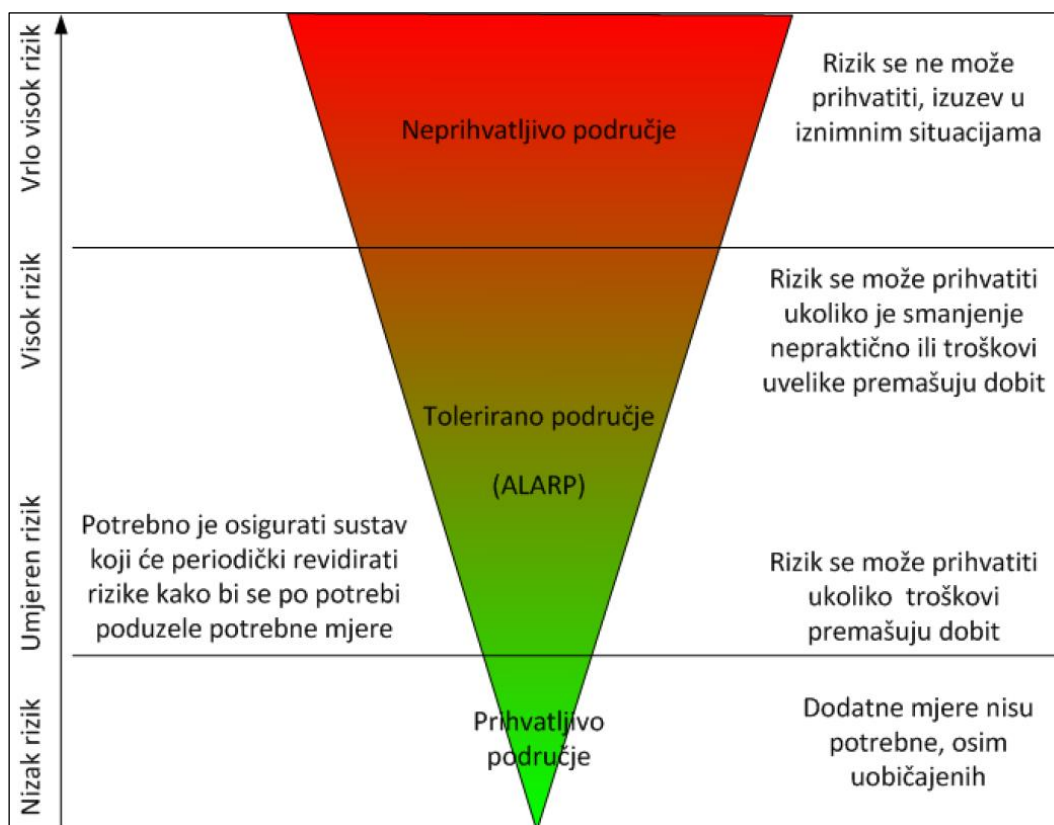 Vrlo visok rizik
Neprihvatljivo područje
Rizik se ne može
prihvatiti, izuzev u
iznimnim situacijama
Visok rizik
Rizik se može prihvatiti
ukoliko je smanjenje
nepraktično ili troškovi
uvelike premašuju dobit
Tolerirano područje
(ALARP)
Umjeren rizik
Potrebno je osigurati sustav
koji će periodički revidirati
rizike kako bi se po potrebi
poduzele potrebne mjere
Rizik se može prihvatiti
ukoliko troškovi
premašuju dobit
Nizak rizik
Prihvatljivo
područje
Dodatne mjere nisu
potrebne, osim
uobičajenih